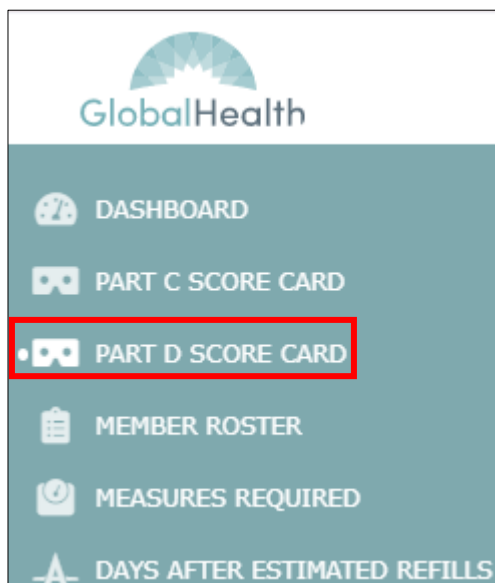 GlobalHealth
DASHBOARD
PART C SCORE CARD
PART D SCORE CARD
MEMBER ROSTER
MEASURES REQUIRED
DAYS AFTER ESTIMATED REFILLS